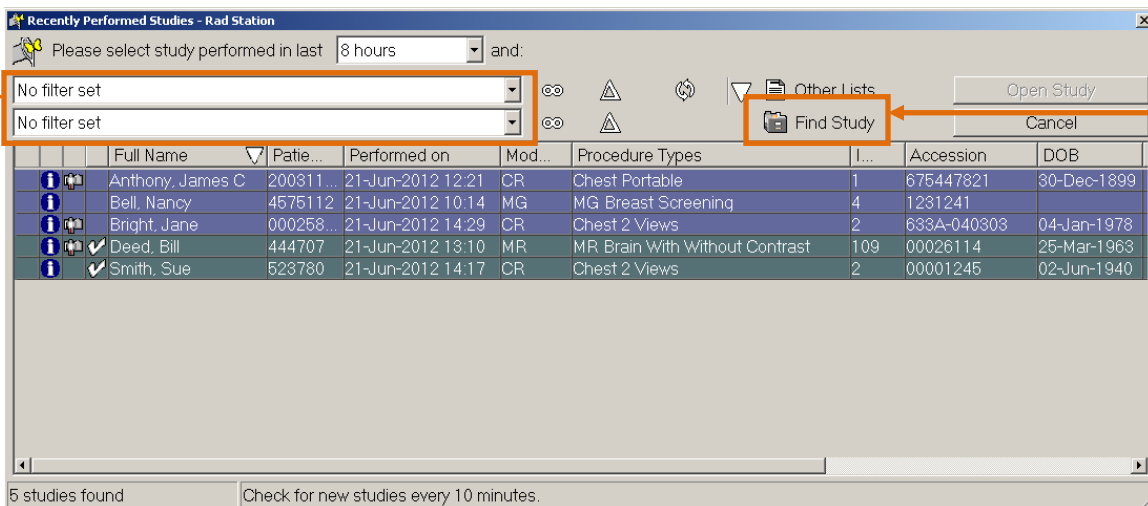 Recently Performed Studies - Rad Station
Please select study performed in last 8 hours and:
No filter set Other Lists Open Study
No filter set Find Study Cancel
Full Name Patie... Performed on Mod... Procedure Types I... Accession DOB
Anthony, James C 200311... 21-Jun-2012 12:21 CR Chest Portable 1 675447821 30-Dec-1899
Bell, Nancy 4575112 21-Jun-2012 10:14 MG MG Breast Screening 4 1231241
Bright, Jane 000258... 21-Jun-2012 14:29 CR Chest 2 Views 2 633A-040303 04-Jan-1978
Deed, Bill 444707 21-Jun-2012 13:10 MR MR Brain With Without Contrast 109 00026114 25-Mar-1963
Smith, Sue 523780 21-Jun-2012 14:17 CR Chest 2 Views 2 00001245 02-Jun-1940
5 studies found Check for new studies every 10 minutes.